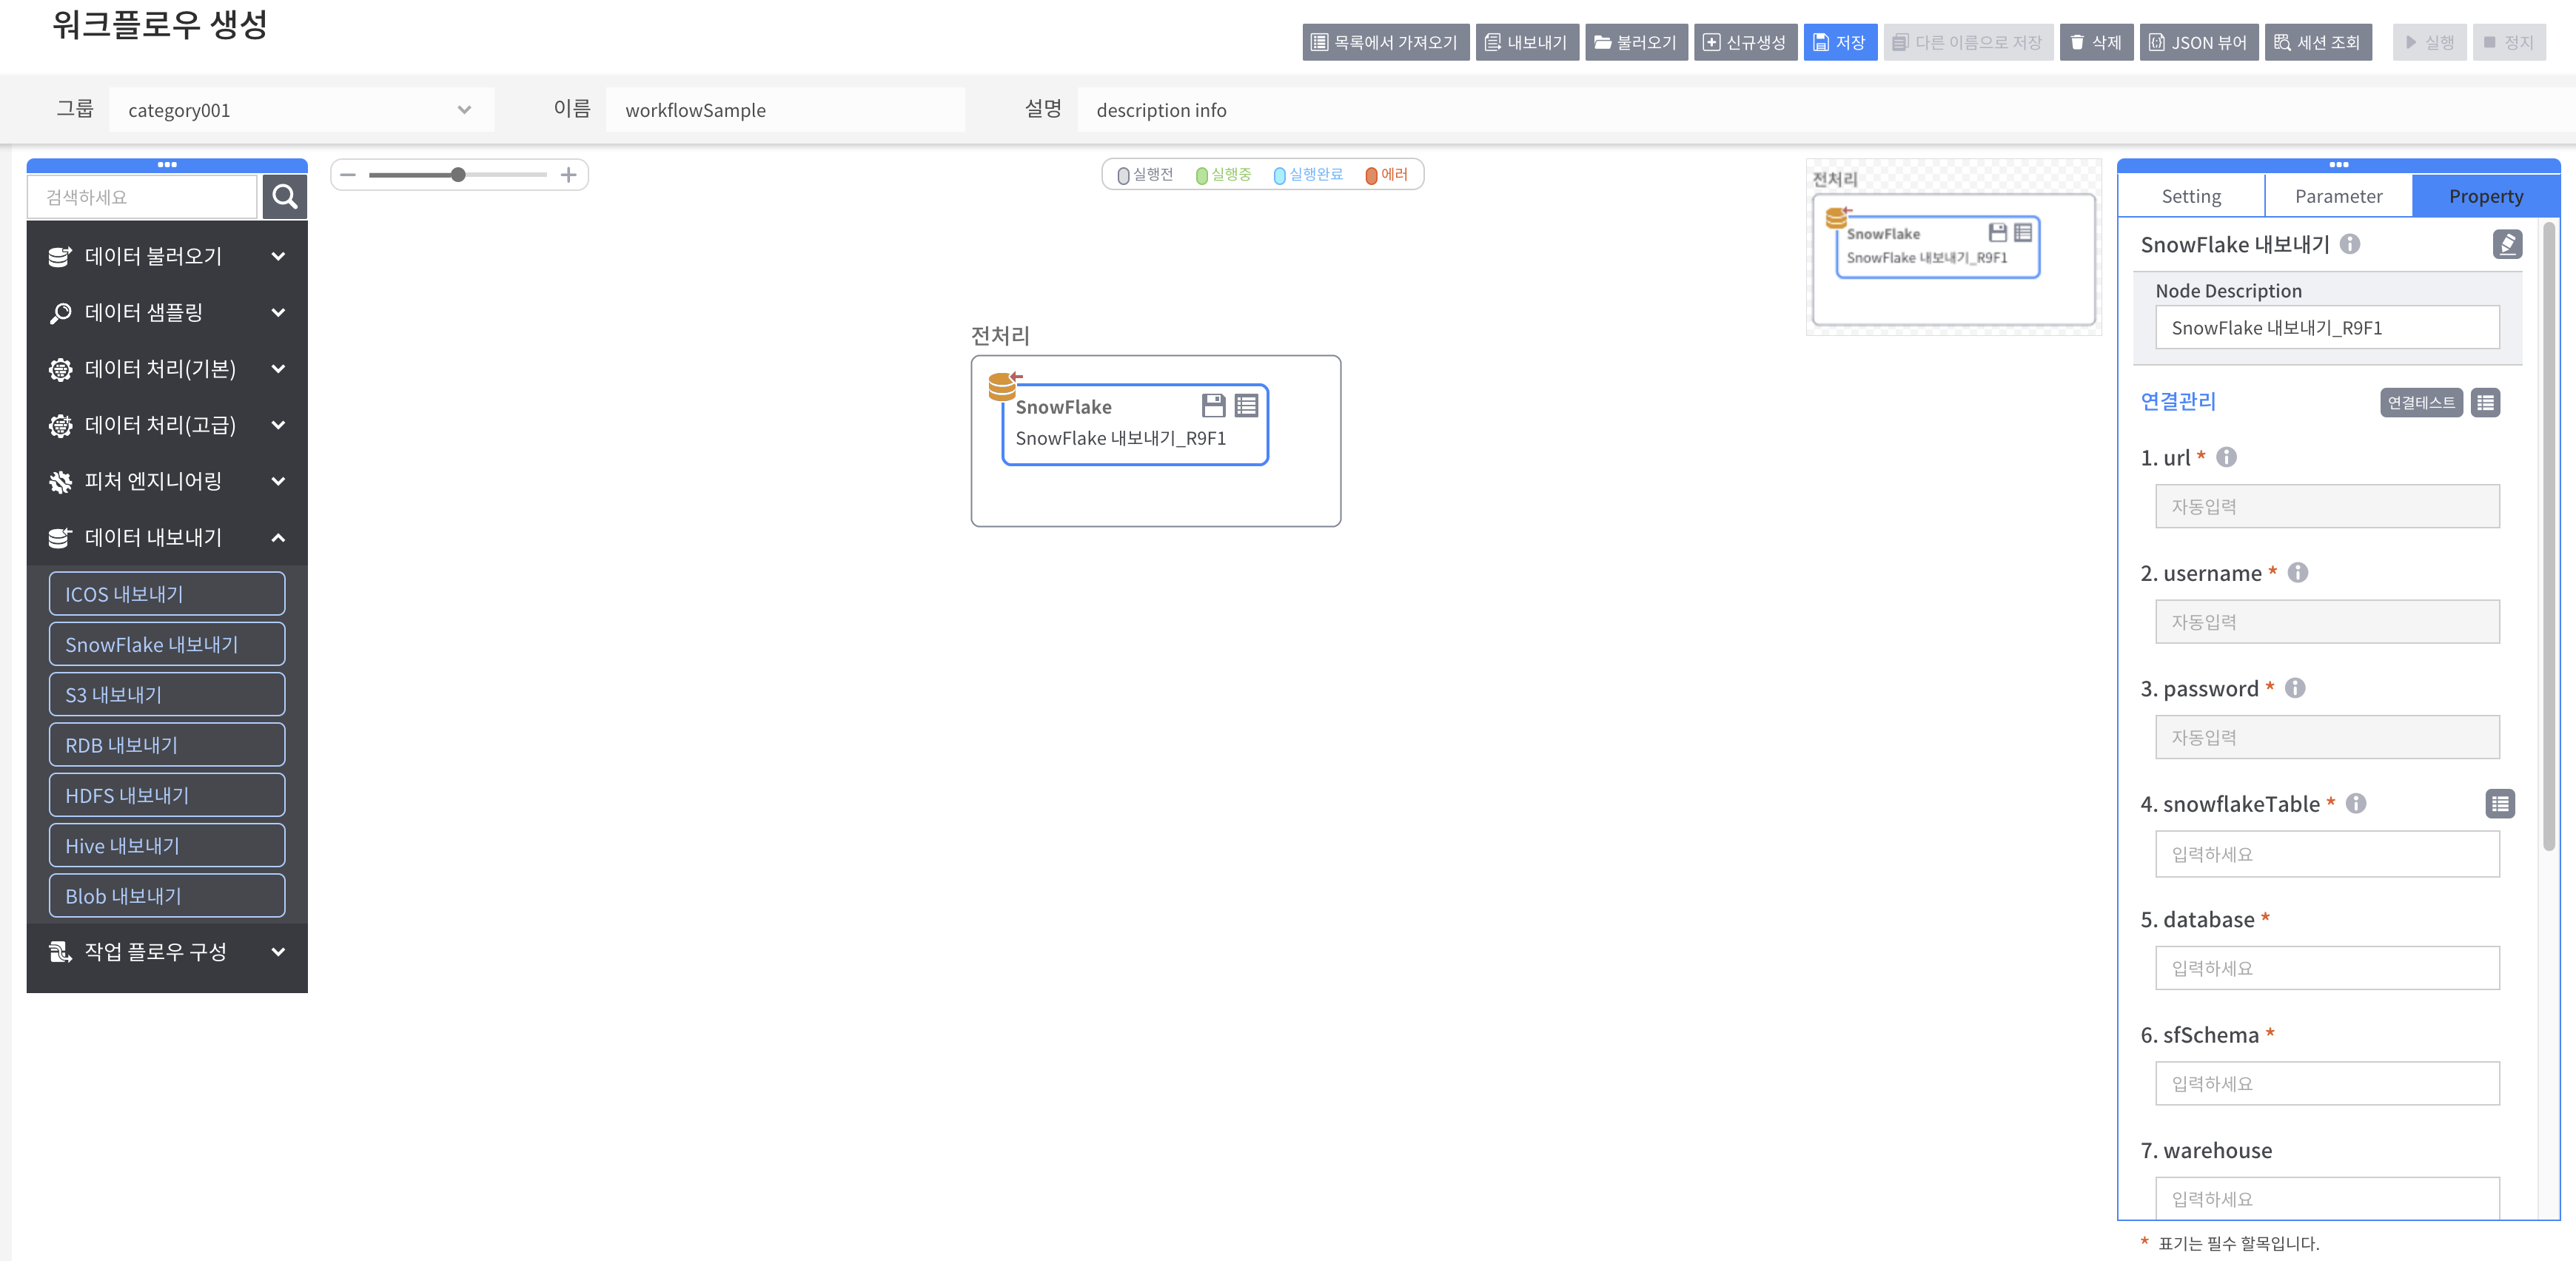 워크플로우 생성
목록에서 가져오기 내보내기 불러오기 신규생성 저장 다른 이름으로 저장 삭제 JSON 뷰어 세션 조회 실행 정지
그룹 category001 이름 workflowSample 설명 description info
검색하세요
데이터 불러오기
데이터 샘플링
데이터 처리(기본)
데이터 처리(고급)
피처 엔지니어링
데이터 내보내기
ICOS 내보내기
SnowFlake 내보내기
S3 내보내기
RDB 내보내기
HDFS 내보내기
Hive 내보내기
Blob 내보내기
작업 플로우 구성
실행전 실행중 실행완료 에러
전처리
SnowFlake
SnowFlake 내보내기_R9F1
전처리
SnowFlake
SnowFlake 내보내기_R9F1
Setting Parameter Property
SnowFlake 내보내기
Node Description
SnowFlake 내보내기_R9F1
연결관리 연결테스트
1. url *
자동입력
2. username *
자동입력
3. password *
자동입력
4. snowflakeTable *
입력하세요
5. database *
입력하세요
6. sfSchema *
입력하세요
7. warehouse
입력하세요
* 표기는 필수 할목입니다.